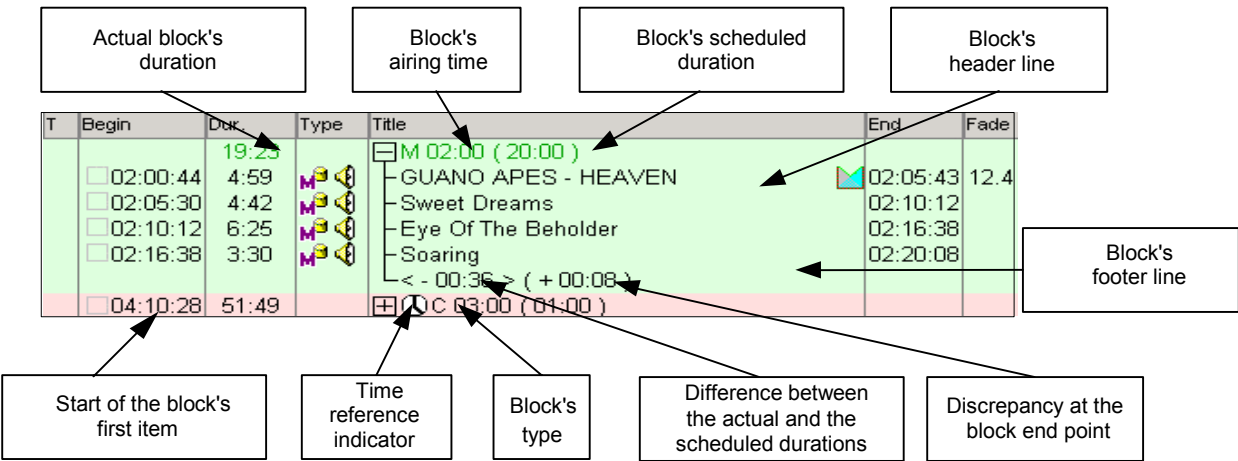 Actual block's
duration
Block's
airing time
Block's scheduled
duration
Block's
header line
T Begin Dur. Type Title End Fade
19:23 M 02:00 ( 20:00 )
02:00:44 4:59 M GUANO APES - HEAVEN 02:05:43 12.4
02:05:30 4:42 M Sweet Dreams 02:10:12
02:10:12 6:25 M Eye Of The Beholder 02:16:38
02:16:38 3:30 M Soaring 02:20:08
< - 00:36 > ( + 00:08 )
04:10:28 51:49 C 03:00 ( 01:00 )
Block's
footer line
Start of the block's
first item
Time
reference
indicator
Block's
type
Difference between
the actual and the
scheduled durations
Discrepancy at the
block end point